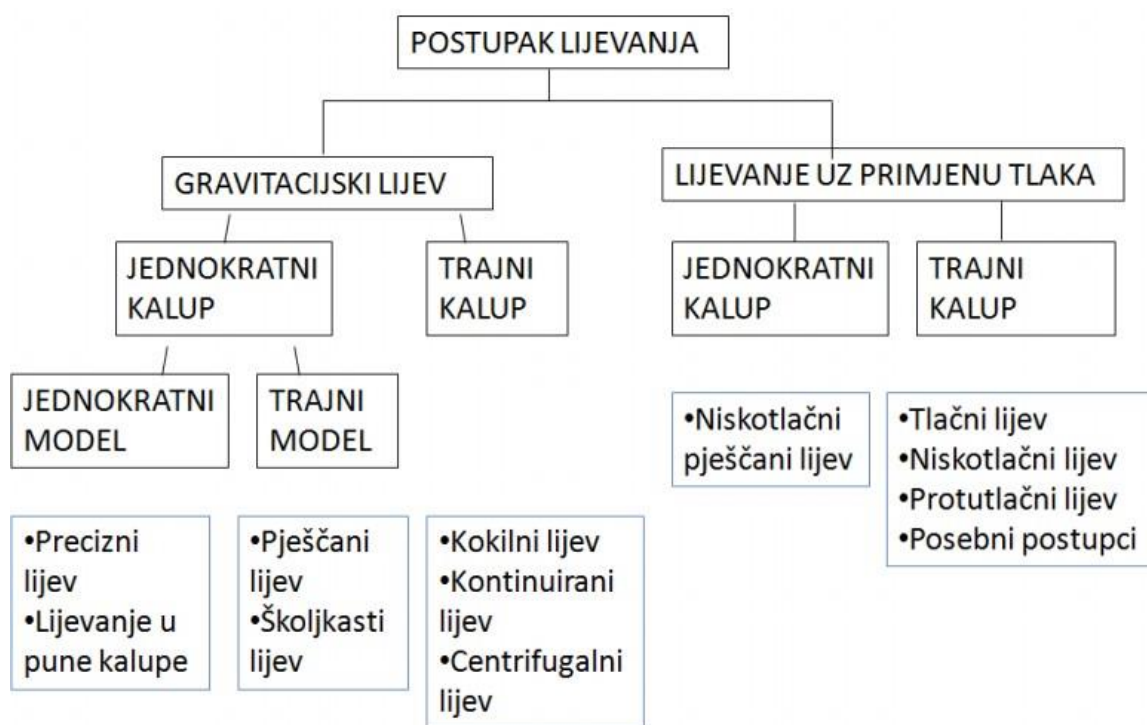 POSTUPAK LIJEVANJA
GRAVITACIJSKI LIJEV
LIJEVANJE UZ PRIMJENU TLAKA
JEDNOKRATNI
KALUP
TRAJNI
KALUP
JEDNOKRATNI
KALUP
TRAJNI
KALUP
JEDNOKRATNI
MODEL
TRAJNI
MODEL
•Niskotlačni
pješčani lijev
•Tlačni lijev
•Niskotlačni lijev
•Protutlačni lijev
•Posebni postupci
•Precizni
lijev
•Lijevanje u
pune kalupe
•Pješčani
lijev
•Školjkasti
lijev
•Kokilni lijev
•Kontinuirani
lijev
•Centrifugalni
lijev